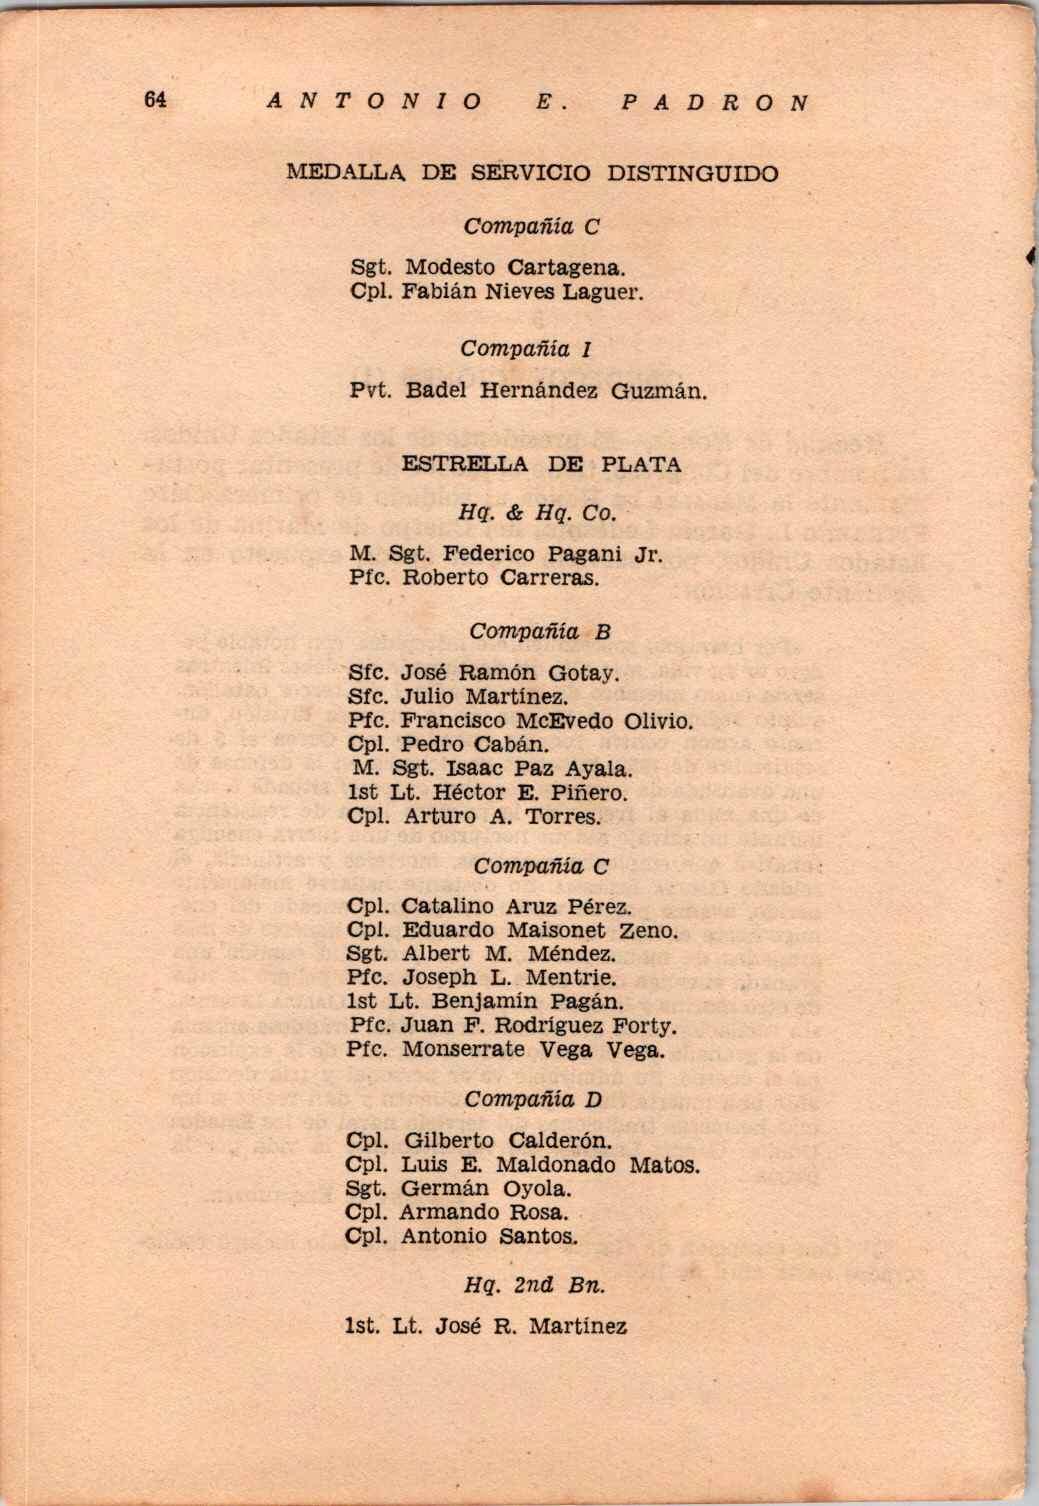 64 ANTONIO E. PADRON
MEDALLA DE SERVICIO DISTINGUIDO
Compañía C
Sgt. Modesto Cartagena.
Cpl. Fabián Nieves Laguer.
Compañía I
Pvt. Badel Hernández Guzmán.
ESTRELLA DE PLATA
Hq. & Hq. Co.
M. Sgt. Federico Pagani Jr.
Pfc. Roberto Carreras.
Compañía B
Sfc. José Ramón Gotay.
Sfc. Julio Martínez.
Pfc. Francisco McEvedo Olivio.
Cpl. Pedro Cabán.
M. Sgt. Isaac Paz Ayala.
1st Lt. Héctor E. Piñero.
Cpl. Arturo A. Torres.
Compañía C
Cpl. Catalino Aruz Pérez.
Cpl. Eduardo Maisonet Zeno.
Sgt. Albert M. Méndez.
Pfc. Joseph L. Mentrie.
1st Lt. Benjamín Pagán.
Pfc. Juan F. Rodríguez Forty.
Pfc. Monserrate Vega Vega.
Compañía D
Cpl. Gilberto Calderón.
Cpl. Luis E. Maldonado Matos.
Sgt. Germán Oyola.
Cpl. Armando Rosa.
Cpl. Antonio Santos.
Hq. 2nd Bn.
1st. Lt. José R. Martínez